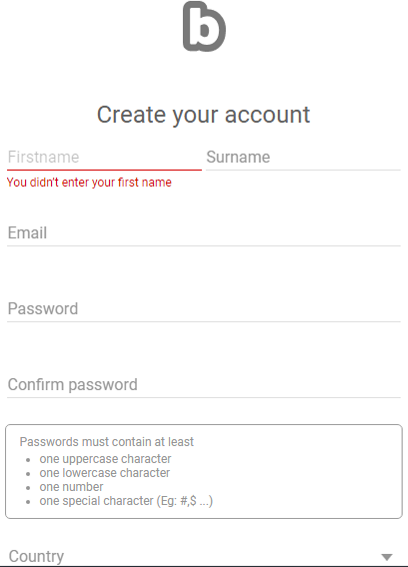 b
Create your account
Firstname Surname
You didn't enter your first name
Email
Password
Confirm password
Passwords must contain at least
• one uppercase character
• one lowercase character
• one number
• one special character (Eg: #,$ ...)
Country